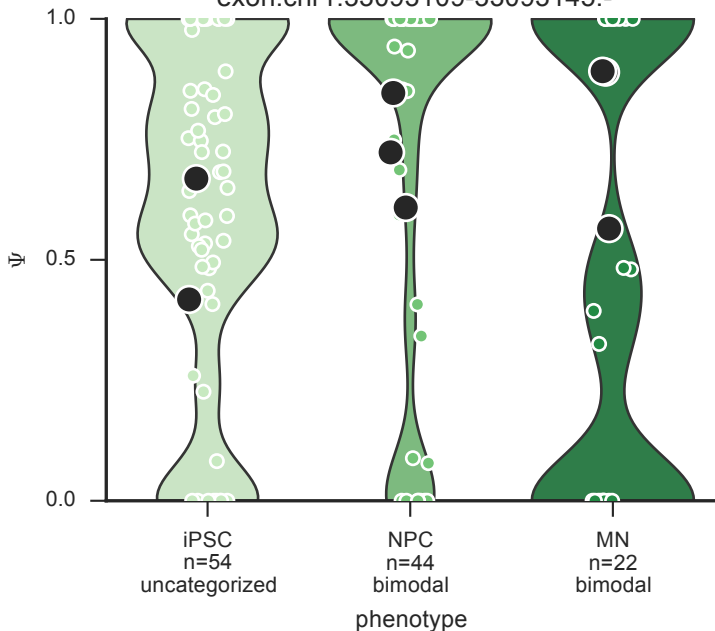 1.0
0.5
0.0
Ψ
iPSC
n=54
uncategorized
NPC
n=44
bimodal
MN
n=22
bimodal
phenotype